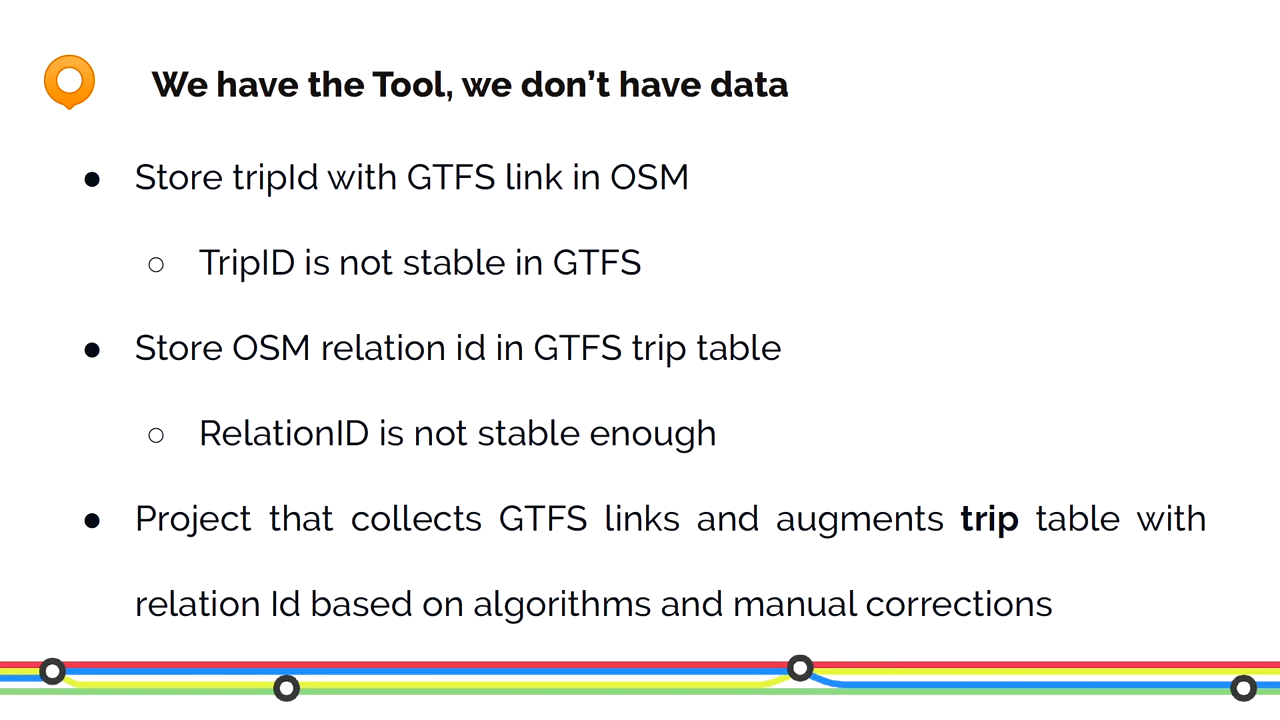 We have the Tool, we don’t have data
● Store tripId with GTFS link in OSM
○ TripID is not stable in GTFS
● Store OSM relation id in GTFS trip table
○ RelationID is not stable enough
● Project that collects GTFS links and augments trip table with
relation Id based on algorithms and manual corrections